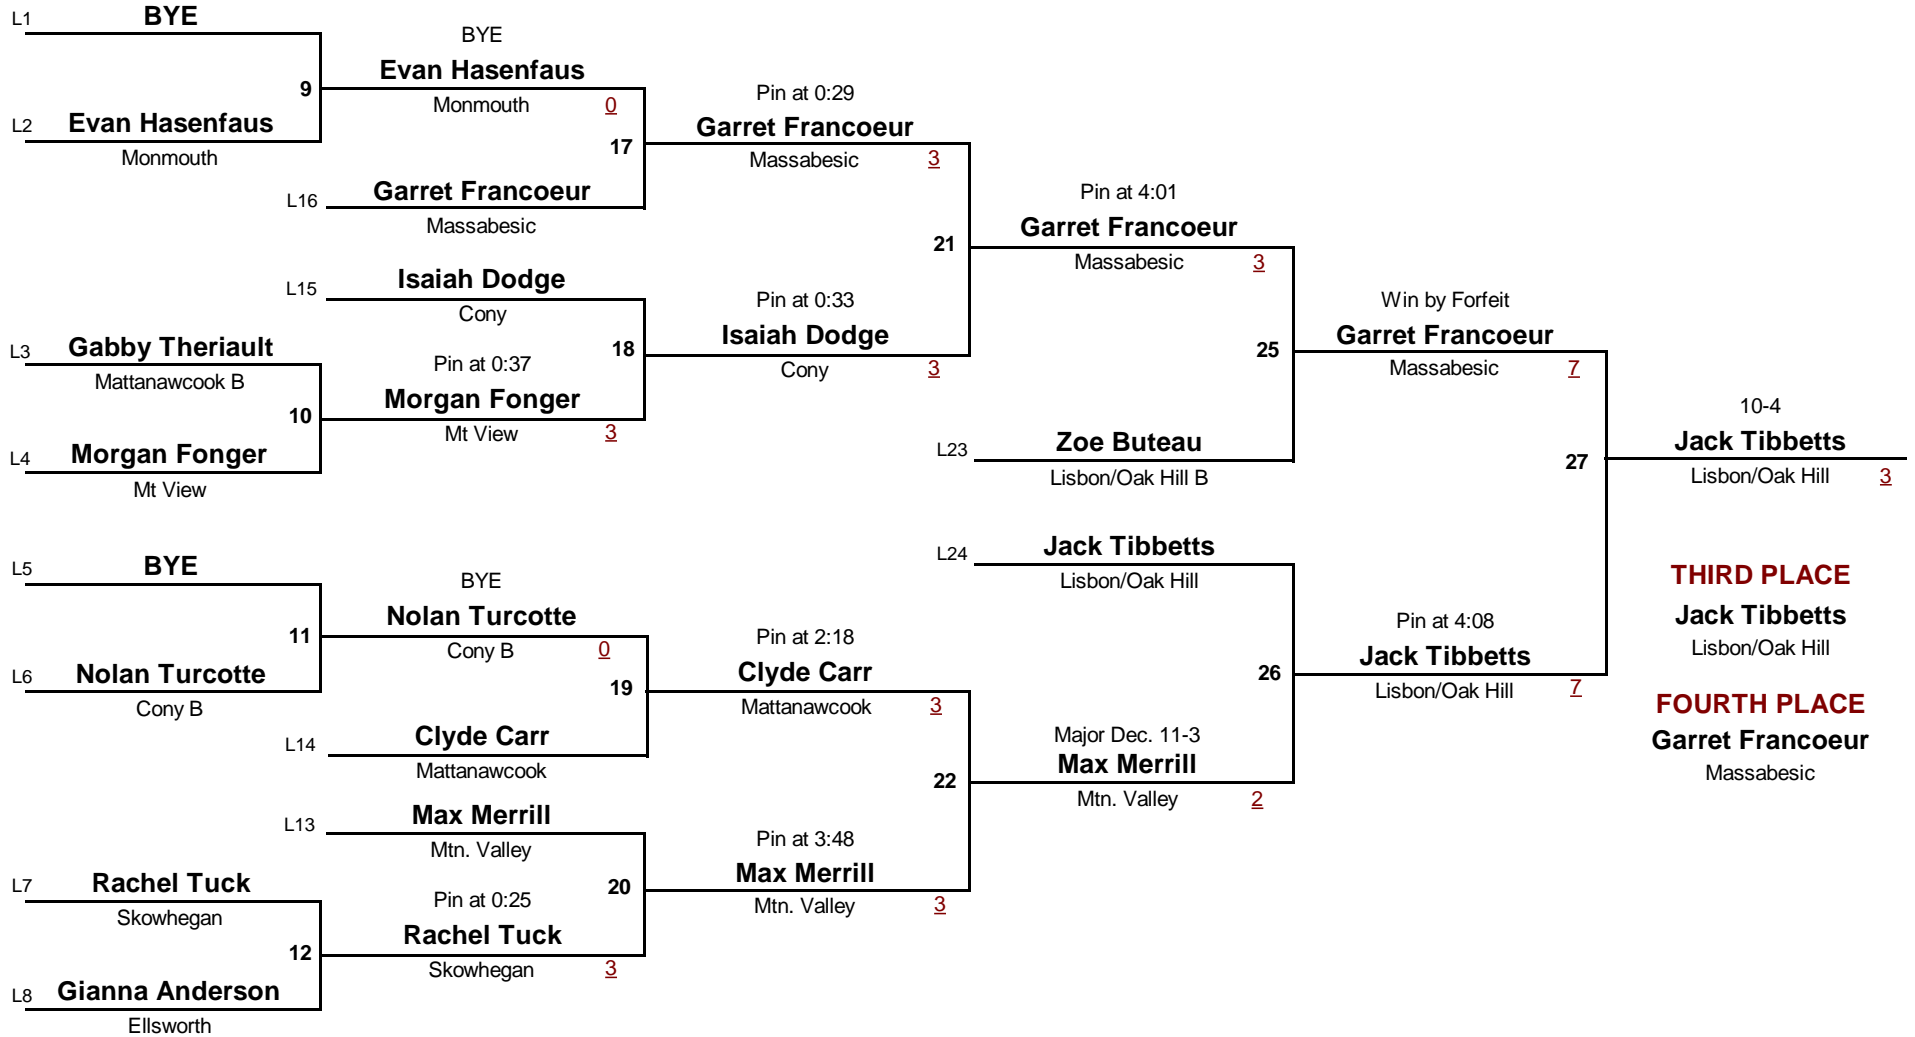 L1
BYE
9
L2
Evan Hasenfaus
Monmouth
BYE
Evan Hasenfaus
Monmouth
0
17
L16
Garret Francoeur
Massabesic
Pin at 0:29
Garret Francoeur
Massabesic
3
L15
Isaiah Dodge
Cony
18
L3
Gabby Theriault
Mattanawcook B
10
L4
Morgan Fonger
Mt View
Pin at 0:37
Morgan Fonger
Mt View
3
Pin at 0:33
Isaiah Dodge
Cony
3
21
Pin at 4:01
Garret Francoeur
Massabesic
3
25
L23
Zoe Buteau
Lisbon/Oak Hill B
Win by Forfeit
Garret Francoeur
Massabesic
7
27
10-4
Jack Tibbetts
Lisbon/Oak Hill
3
L5
BYE
11
L6
Nolan Turcotte
Cony B
BYE
Nolan Turcotte
Cony B
0
19
L14
Clyde Carr
Mattanawcook
Pin at 2:18
Clyde Carr
Mattanawcook
3
L13
Max Merrill
Mtn. Valley
20
L7
Rachel Tuck
Skowhegan
12
L8
Gianna Anderson
Ellsworth
Pin at 0:25
Rachel Tuck
Skowhegan
3
Pin at 3:48
Max Merrill
Mtn. Valley
3
22
L24
Jack Tibbetts
Lisbon/Oak Hill
26
Major Dec. 11-3
Max Merrill
Mtn. Valley
2
Pin at 4:08
Jack Tibbetts
Lisbon/Oak Hill
7
THIRD PLACE
Jack Tibbetts
Lisbon/Oak Hill
FOURTH PLACE
Garret Francoeur
Massabesic